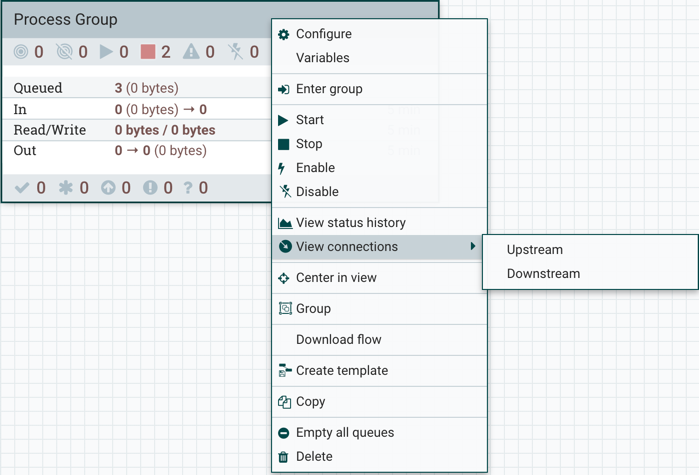 Process Group
0 0 0 2 0 0
Queued 3 (0 bytes)
In 0 (0 bytes) → 0
Read/Write 0 bytes / 0 bytes
Out 0 → 0 (0 bytes)
0 0 0 0 ? 0
Configure
Variables
Enter group
Start
Stop
Enable
Disable
View status history
View connections
Upstream
Downstream
Center in view
Group
Download flow
Create template
Copy
Empty all queues
Delete